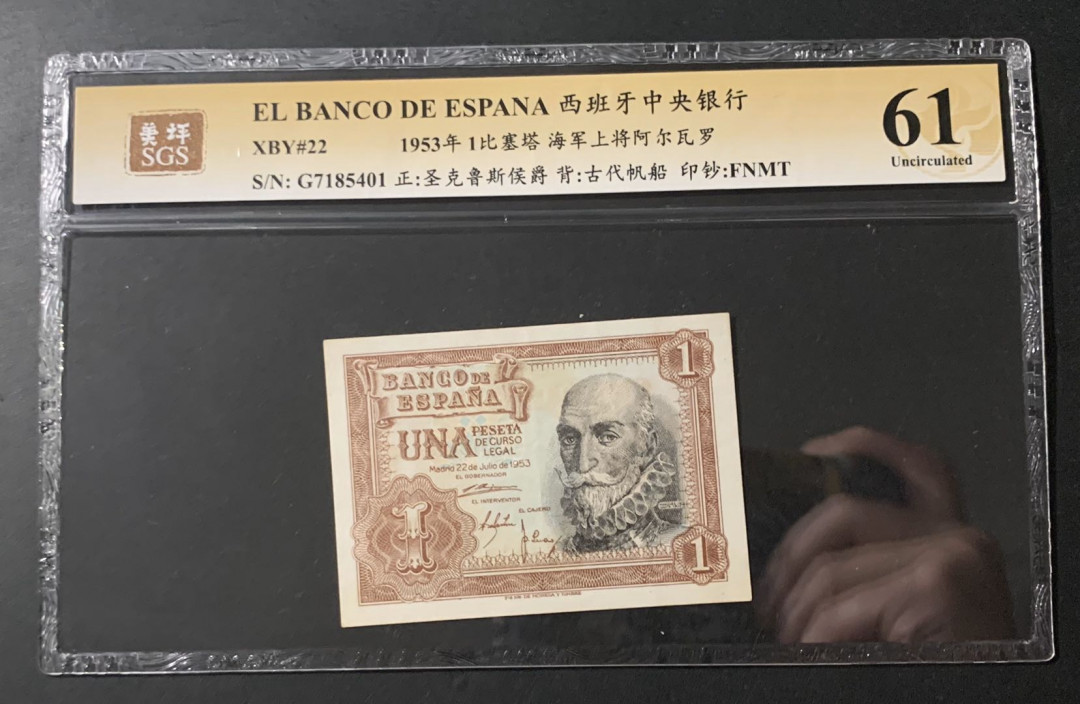 EL BANCO DE ESPANA 西班牙中央银行
61
XBY#22 1953年 1比塞塔 海军上将阿尔瓦罗
Uncirculated
S/N: G7185401 正:圣克鲁斯侯爵 背:古代帆船 印钞:FNMT
SGS
1
BANCO DE
ESPAÑA
UNA PESETA
DE CURSO
LEGAL
Madrid 22 de Julio de 1953
EL GOBERNADOR
EL INTERVENTOR
EL CAJERO
1
1